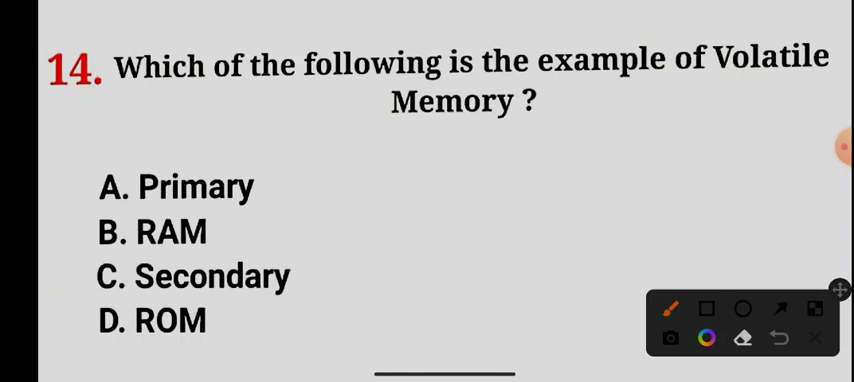 14. Which of the following is the example of Volatile
Memory ?
A. Primary
B. RAM
C. Secondary
D. ROM